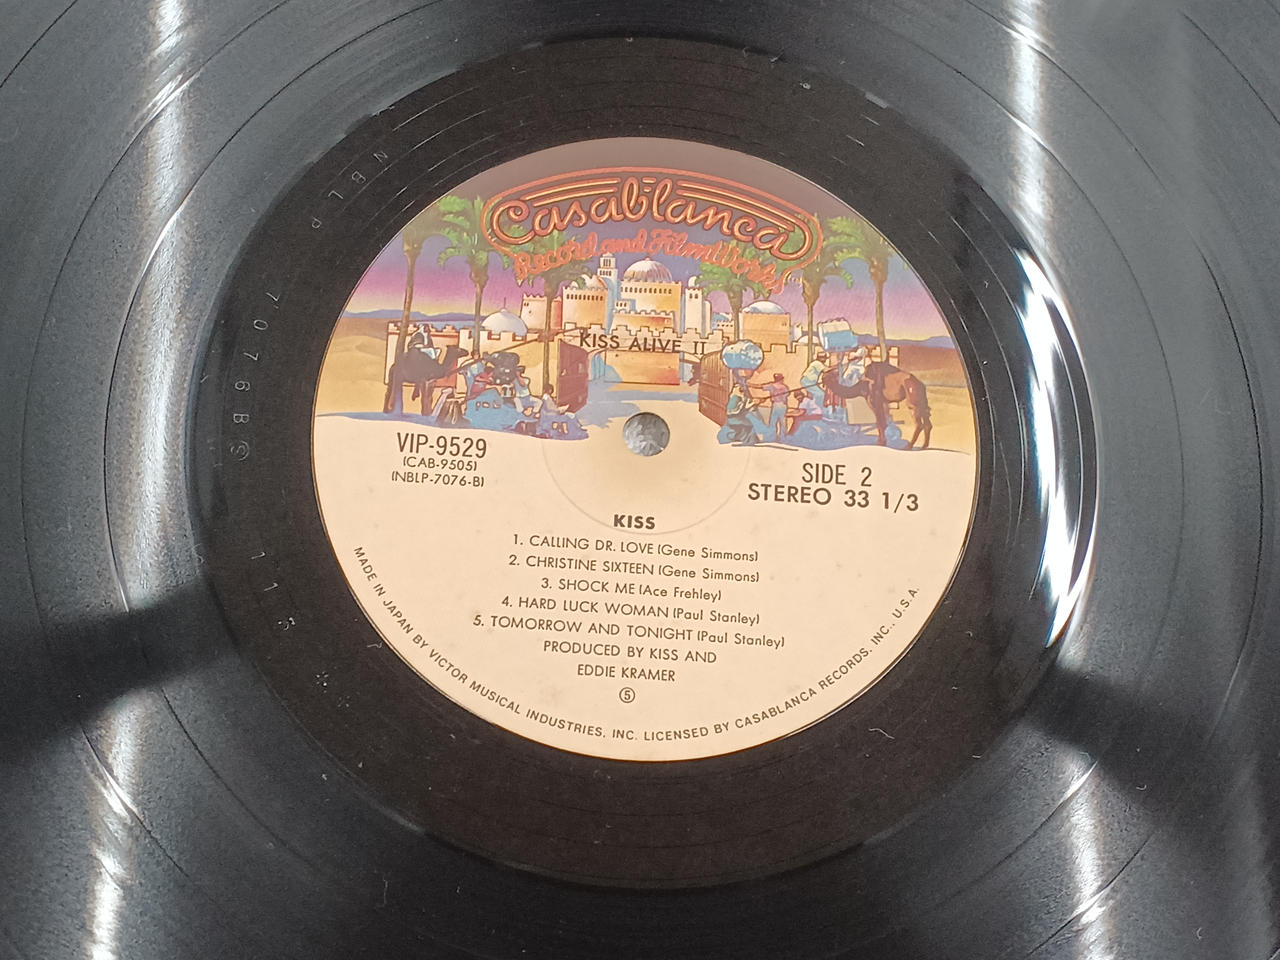 Casablanca
Record and FilmWorks
KISS ALIVE II
VIP-9529
(CAB-9505)
(NBLP-7076-B)
SIDE 2
STEREO 33 1/3
KISS
1. CALLING DR. LOVE (Gene Simmons)
2. CHRISTINE SIXTEEN (Gene Simmons)
3. SHOCK ME (Ace Frehley)
4. HARD LUCK WOMAN (Paul Stanley)
5. TOMORROW AND TONIGHT (Paul Stanley)
PRODUCED BY KISS AND
EDDIE KRAMER
⑤
MADE IN JAPAN BY VICTOR MUSICAL INDUSTRIES, INC. LICENSED BY CASABLANCA RECORDS, INC., U.S.A.
NBLP 7076BS